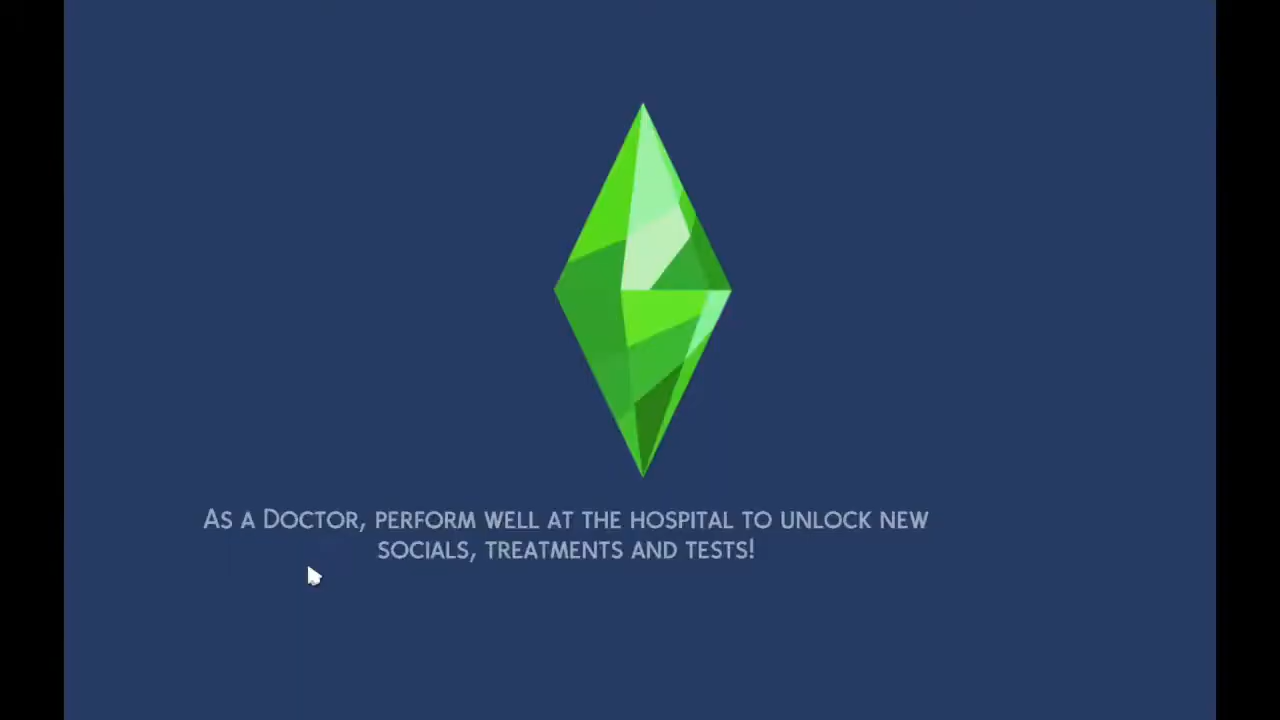 As a Doctor, perform well at the hospital to unlock new
socials, treatments and tests!